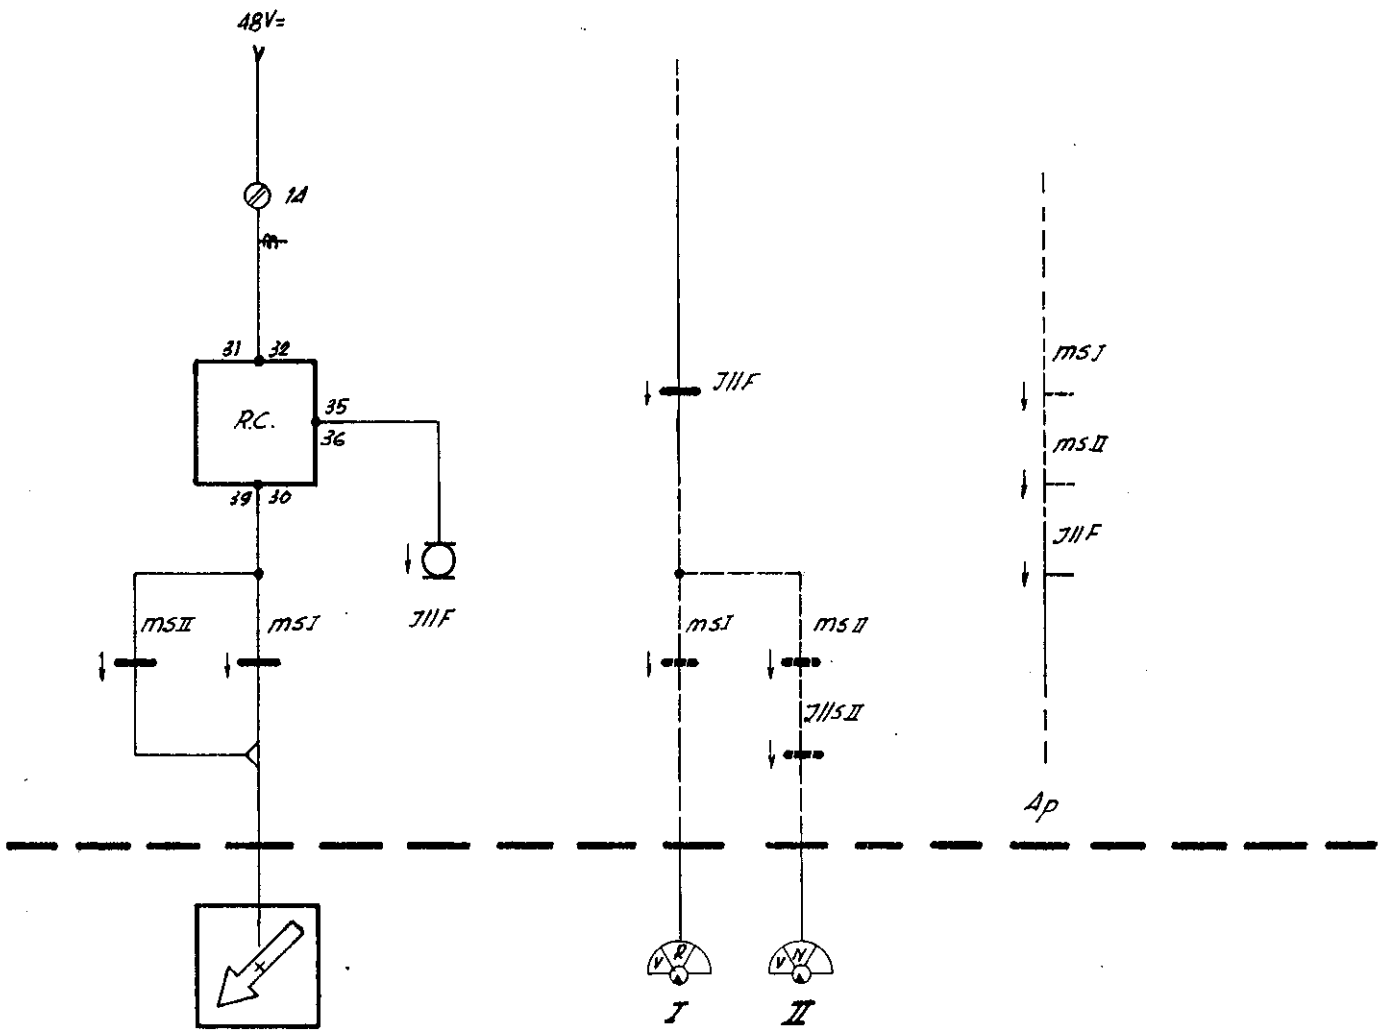 48V=
1A
31 32
R.C.
35
36
39 30
J11F
msII
msI
J11F
msI
msII
J11SII
V R
I
V N
II
msI
msII
J11F
Ap